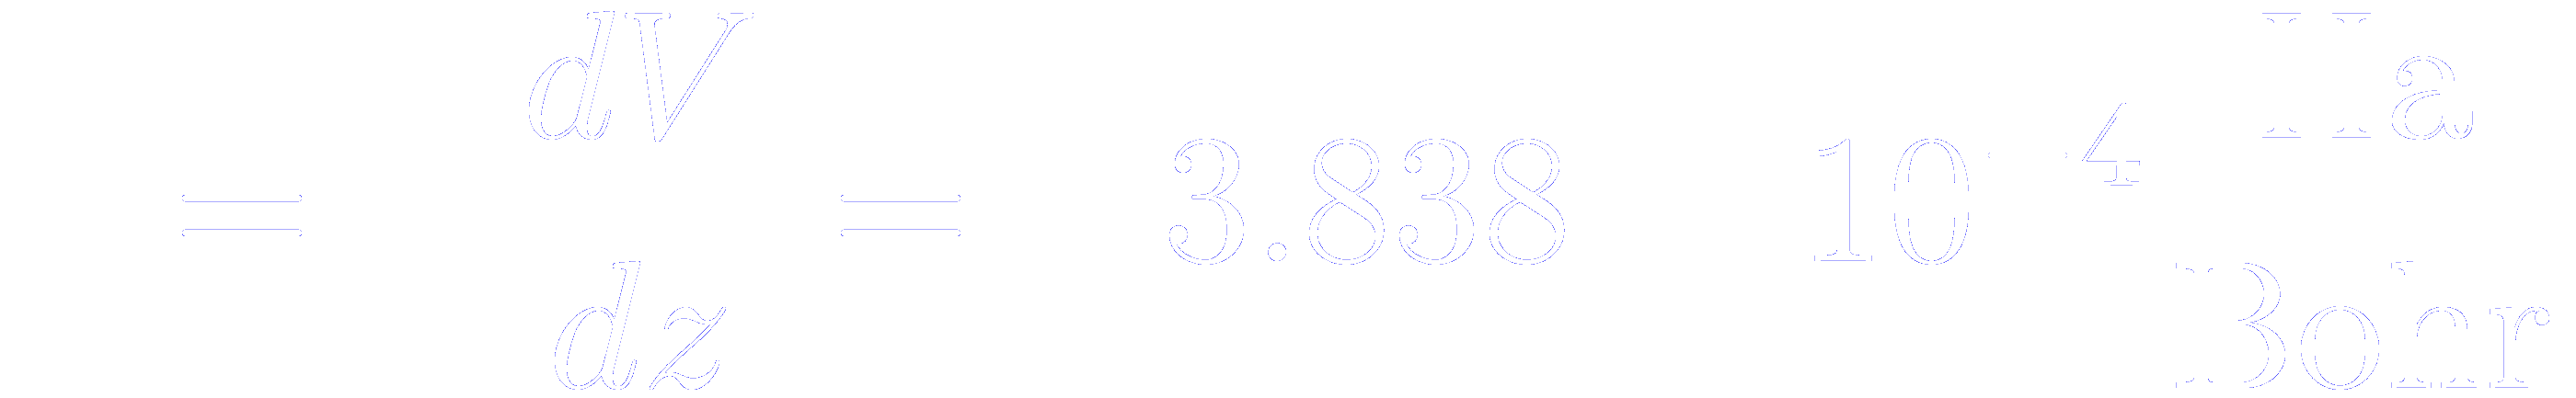 = dV/dz = 3.838 10^-4 Ha/Bohr